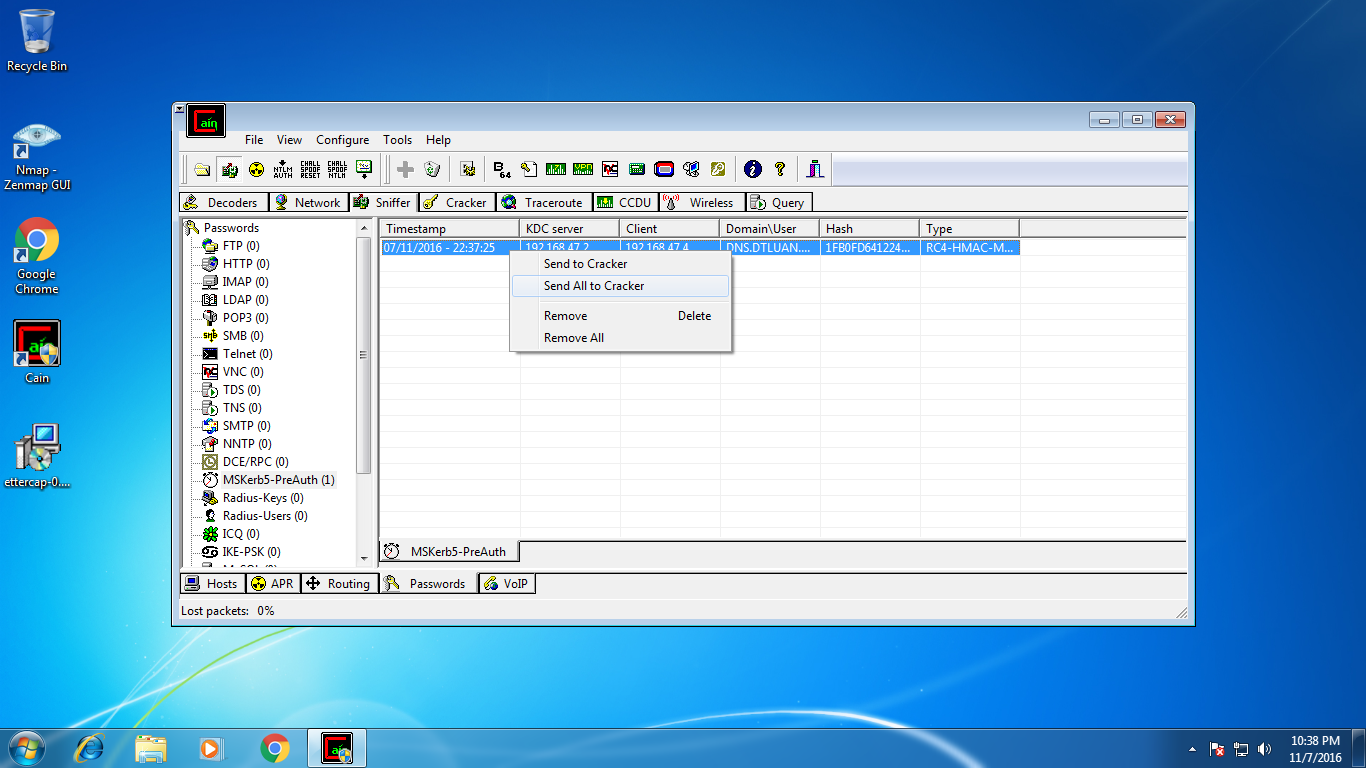 Recycle Bin
Nmap -
Zenmap GUI
Google
Chrome
Cain
ettercap-0....
Cain
File View Configure Tools Help
NTLM AUTH CHALL SPOOF RESET CHALL SPOOF NTLM B64
Decoders Network Sniffer Cracker Traceroute CCDU Wireless Query
Passwords
FTP (0)
HTTP (0)
IMAP (0)
LDAP (0)
POP3 (0)
SMB (0)
Telnet (0)
VNC (0)
TDS (0)
TNS (0)
SMTP (0)
NNTP (0)
DCE/RPC (0)
MSKerb5-PreAuth (1)
Radius-Keys (0)
Radius-Users (0)
ICQ (0)
IKE-PSK (0)
Timestamp KDC server Client Domain\User Hash Type
07/11/2016 - 22:37:25 192.168.47.2 192.168.47.4 DNS.DTLUAN.... 1FB0FD641224... RC4-HMAC-M...
Send to Cracker
Send All to Cracker
Remove Delete
Remove All
MSKerb5-PreAuth
Hosts APR Routing Passwords VoIP
Lost packets: 0%
10:38 PM
11/7/2016